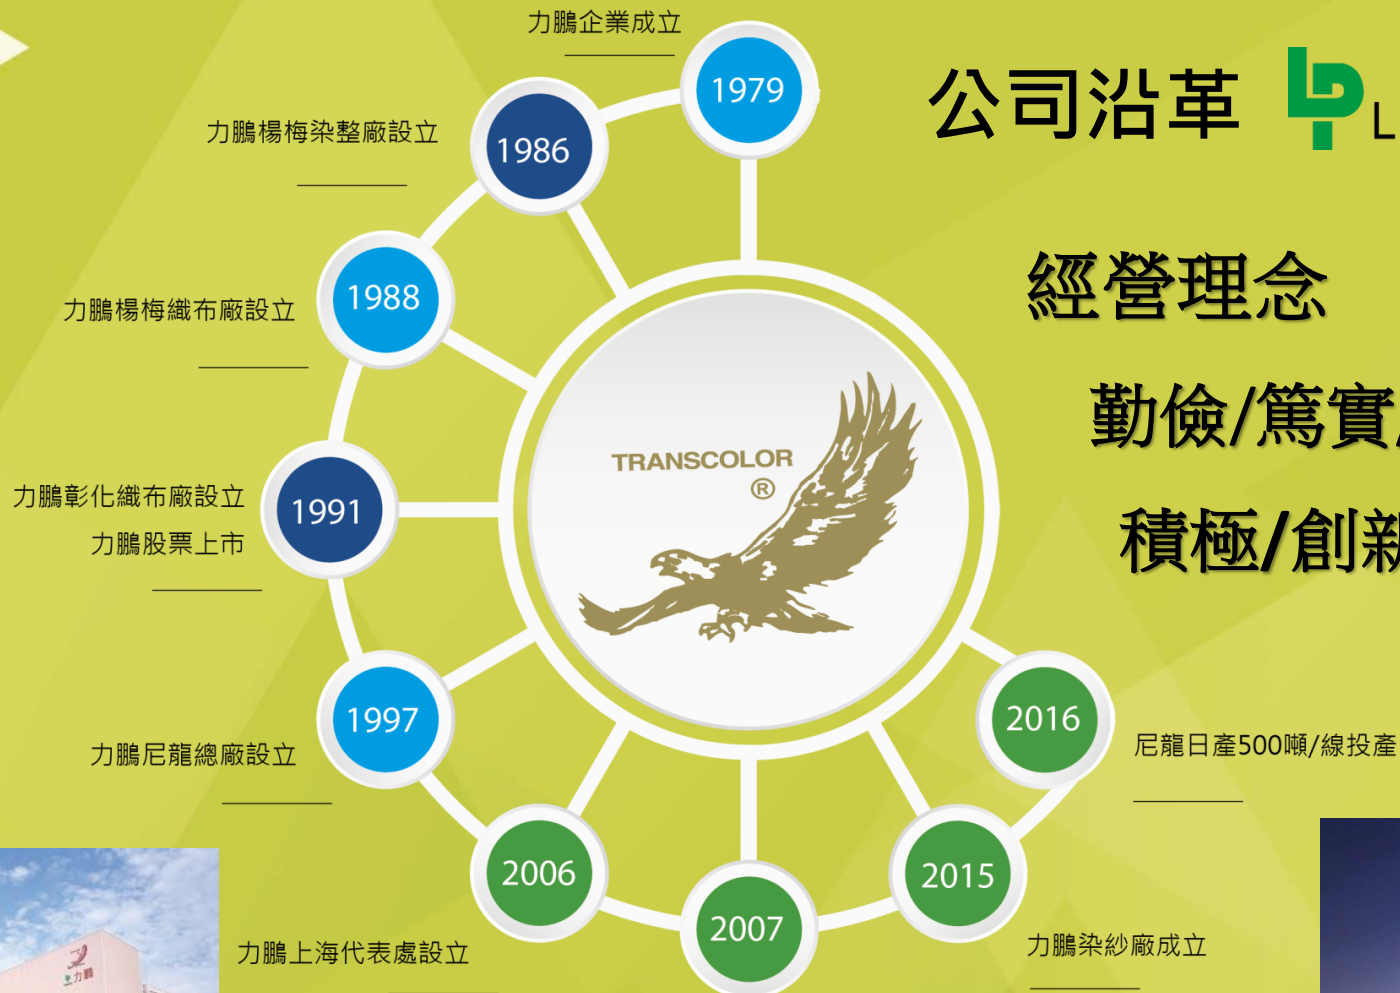 公司沿革
L
經營理念
勤儉/篤實/
積極/創新
力鵬企業成立
1979
力鵬楊梅染整廠設立
1986
力鵬楊梅織布廠設立
1988
力鵬彰化織布廠設立
力鵬股票上市
1991
力鵬尼龍總廠設立
1997
力鵬上海代表處設立
2006
2007
力鵬染紗廠成立
2015
尼龍日產500噸/線投產
2016
TRANSCOLOR
®
力鵬